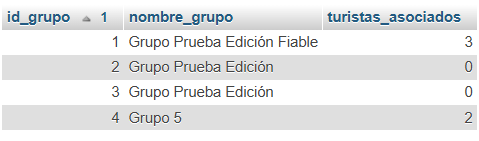 id_grupo 1 nombre_grupo turistas_asociados
1 Grupo Prueba Edición Fiable 3
2 Grupo Prueba Edición 0
3 Grupo Prueba Edición 0
4 Grupo 5 2